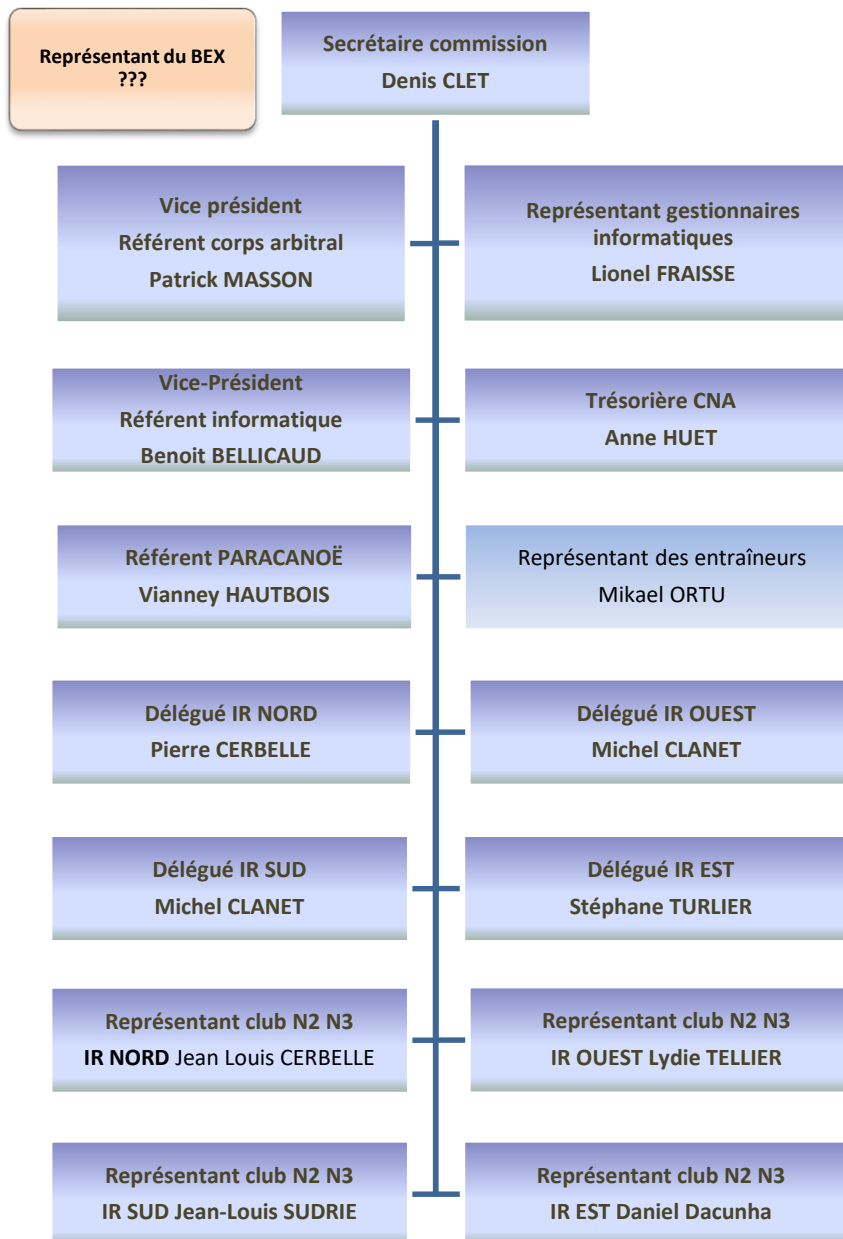 Représentant du BEX
???
Secrétaire commission
Denis CLET
Vice président
Référent corps arbitral
Patrick MASSON
Représentant gestionnaires
informatiques
Lionel FRAISSE
Vice-Président
Référent informatique
Benoit BELLICAUD
Trésorière CNA
Anne HUET
Référent PARACANOË
Vianney HAUTBOIS
Représentant des entraîneurs
Mikael ORTU
Délégué IR NORD
Pierre CERBELLE
Délégué IR OUEST
Michel CLANET
Délégué IR SUD
Michel CLANET
Délégué IR EST
Stéphane TURLIER
Représentant club N2 N3
IR NORD Jean Louis CERBELLE
Représentant club N2 N3
IR OUEST Lydie TELLIER
Représentant club N2 N3
IR SUD Jean-Louis SUDRIE
Représentant club N2 N3
IR EST Daniel Dacunha